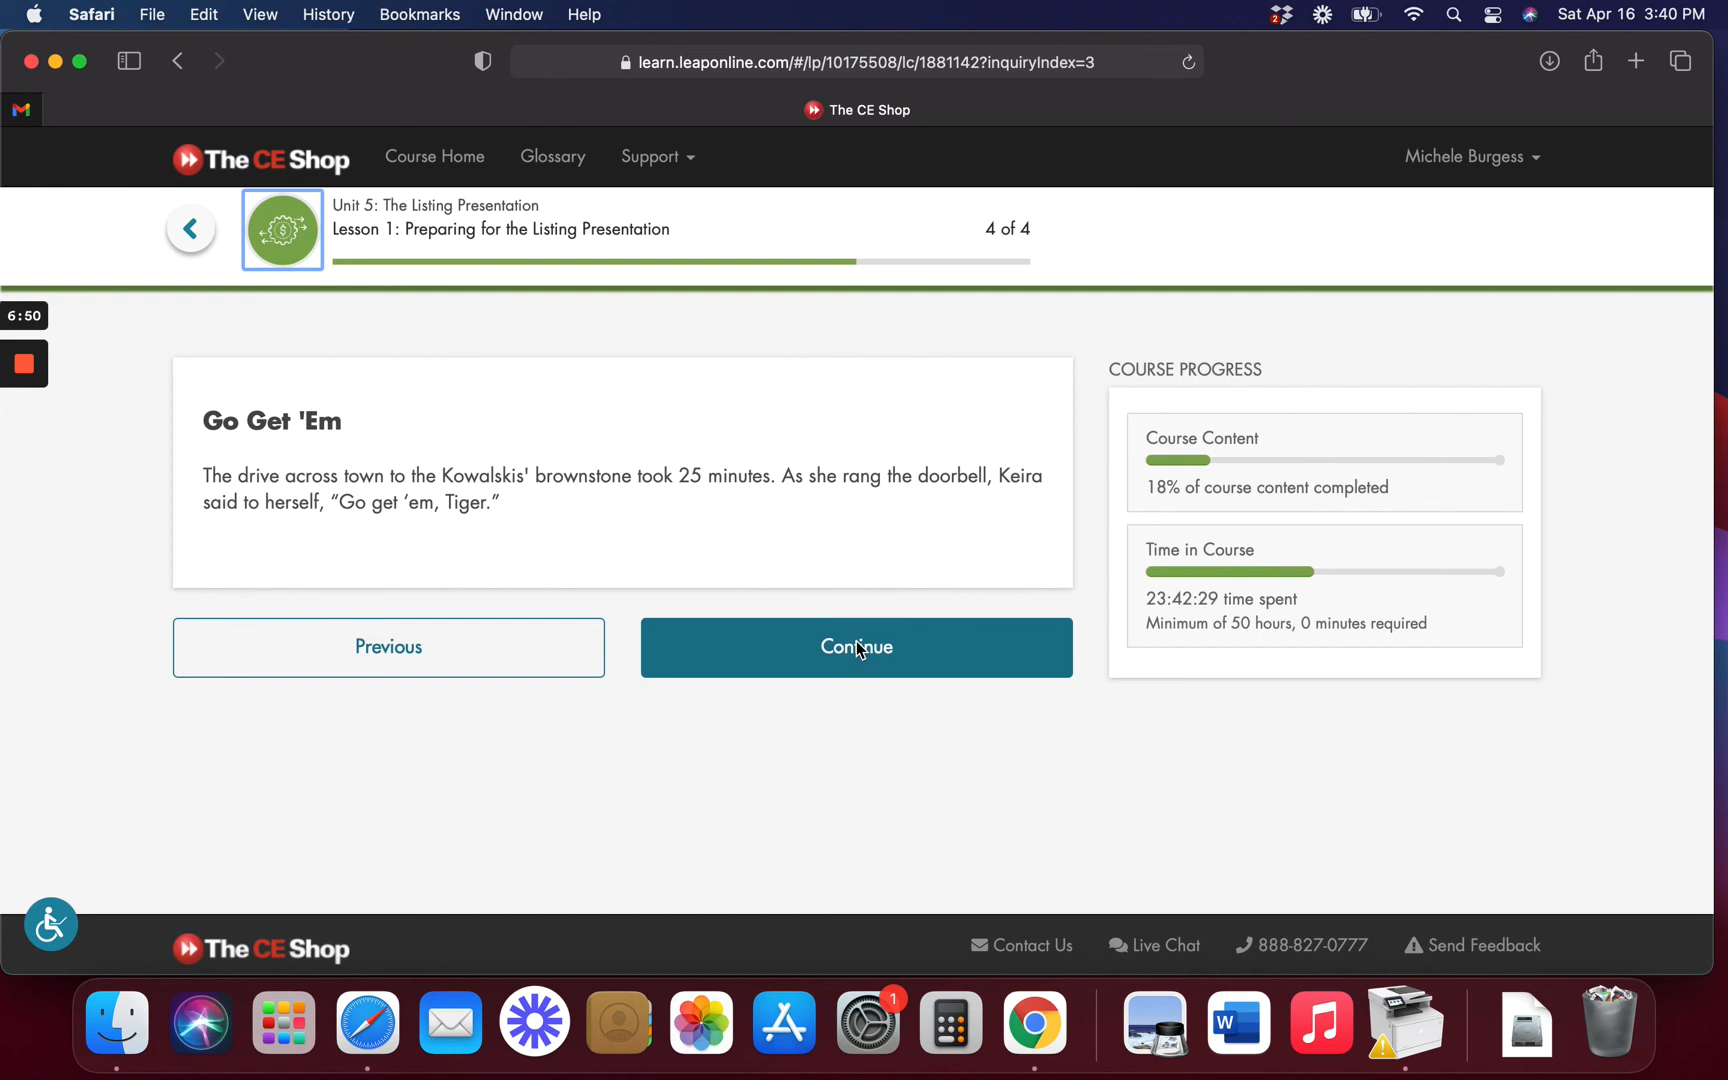 Safari File Edit View History Bookmarks Window Help 2 Sat Apr 16 3:40 PM
learn.leaponline.com/#/lp/10175508/lc/1881142?inquiryIndex=3
The CE Shop
The CE Shop Course Home Glossary Support Michele Burgess
Unit 5: The Listing Presentation
Lesson 1: Preparing for the Listing Presentation 4 of 4
6:50
COURSE PROGRESS
Go Get 'Em
The drive across town to the Kowalskis' brownstone took 25 minutes. As she rang the doorbell, Keira
said to herself, “Go get ‘em, Tiger.”
Course Content
18% of course content completed
Time in Course
23:42:29 time spent
Minimum of 50 hours, 0 minutes required
Previous Continue
The CE Shop Contact Us Live Chat 888-827-0777 Send Feedback
1
W